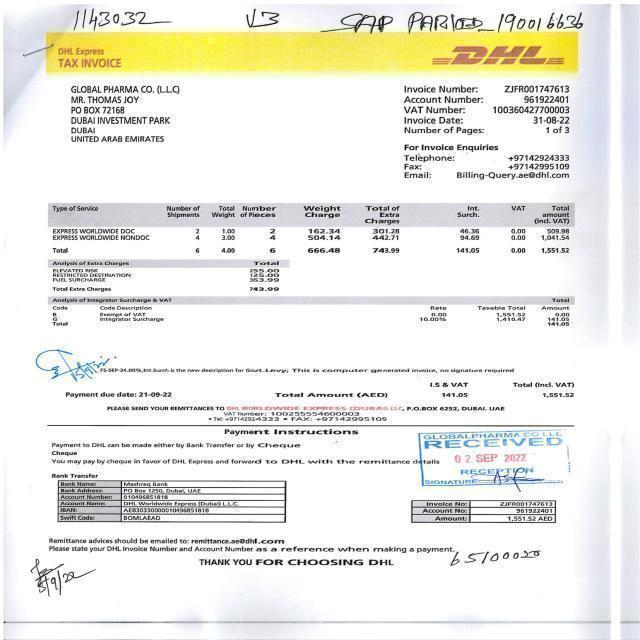 1143032 V3 SAP PARIOD_190016636
DHL Express
TAX INVOICE
DHL
GLOBAL PHARMA CO. (L.L.C)
MR. THOMAS JOY
PO BOX 72168
DUBAI INVESTMENT PARK
DUBAI
UNITED ARAB EMIRATES
Invoice Number: ZJFR001747613
Account Number: 961922401
VAT Number: 100360427700003
Invoice Date: 31-08-22
Number of Pages: 1 of 3
For Invoice Enquiries
Telephone: +97142924333
Fax: +97142995109
Email: Billing-Query.ae@dhl.com
Type of Service Number of Shipments Total Weight Number of Pieces Weight Charge Total of Extra Charges Int. Surch. VAT Total amount (incl. VAT)
EXPRESS WORLDWIDE DOC 2 1.00 2 162.34 301.28 46.36 0.00 509.98
EXPRESS WORLDWIDE NONDOC 4 3.00 4 504.14 442.71 94.69 0.00 1,041.54
Total 6 4.00 6 666.48 743.99 141.05 0.00 1,551.52
Analysis of Extra Charges Total
ELEVATED RISK 255.00
RESTRICTED DESTINATION 125.00
FUEL SURCHARGE 363.99
Total Extra Charges 743.99
Analysis of Integrator Surcharge & VAT Total
Code Code Description Rate Taxable Total Amount
B Exempt of VAT 0.00 1,551.52 0.00
G Integrator Surcharge 10.00% 1,410.47 141.05
Total 141.05
FS-SEP-34.00%,Int.Surch is the new description for Govt.Levy; This is computer generated invoice, no signature required
I.S & VAT Total (Incl. VAT)
Payment due date: 21-09-22 Total Amount (AED) 141.05 1,551.52
PLEASE SEND YOUR REMITTANCES TO DHL WORLDWIDE EXPRESS (DUBAI) LLC, P.O.BOX 6252, DUBAI. UAE
VAT Number: 100255554600003
• Tel: +97142924333 • FAX: +97142995109
Payment Instructions
Payment to DHL can be made either by Bank Transfer or by Cheque
Cheque
You may pay by cheque in favor of DHL Express and forward to DHL with the remittance details
GLOBALPHARMA CO LLC
RECEIVED
02 SEP 2022
RECEPTION
SIGNATURE
Bank Transfer
Bank Name: Mashreq Bank
Bank Address: PO Box 1250, Dubai, UAE
Account Number: 010496851818
Account Name: DHL Worldwide Express (Dubai) L.L.C.
IBAN: AE830330000010496851818
Swift Code: BOMLAEAD
Invoice No: ZJFR001747613
Account No: 961922401
Amount: 1,551.52 AED
Remittance advices should be emailed to: remittance.ae@dhl.com
Please state your DHL Invoice Number and Account Number as a reference when making a payment.
THANK YOU FOR CHOOSING DHL
65100020
5/9/22